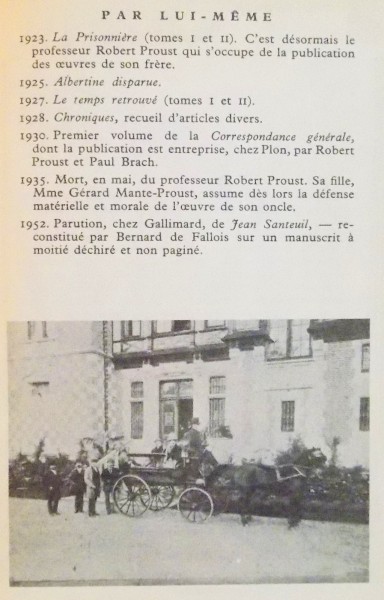 PAR LUI-MÊME
1923. La Prisonnière (tomes I et II). C'est désormais le
professeur Robert Proust qui s'occupe de la publication
des œuvres de son frère.
1925. Albertine disparue.
1927. Le temps retrouvé (tomes I et II).
1928. Chroniques, recueil d'articles divers.
1930. Premier volume de la Correspondance générale,
dont la publication est entreprise, chez Plon, par Robert
Proust et Paul Brach.
1935. Mort, en mai, du professeur Robert Proust. Sa fille,
Mme Gérard Mante-Proust, assume dès lors la défense
matérielle et morale de l'œuvre de son oncle.
1952. Parution, chez Gallimard, de Jean Santeuil, — re-
constitué par Bernard de Fallois sur un manuscrit à
moitié déchiré et non paginé.